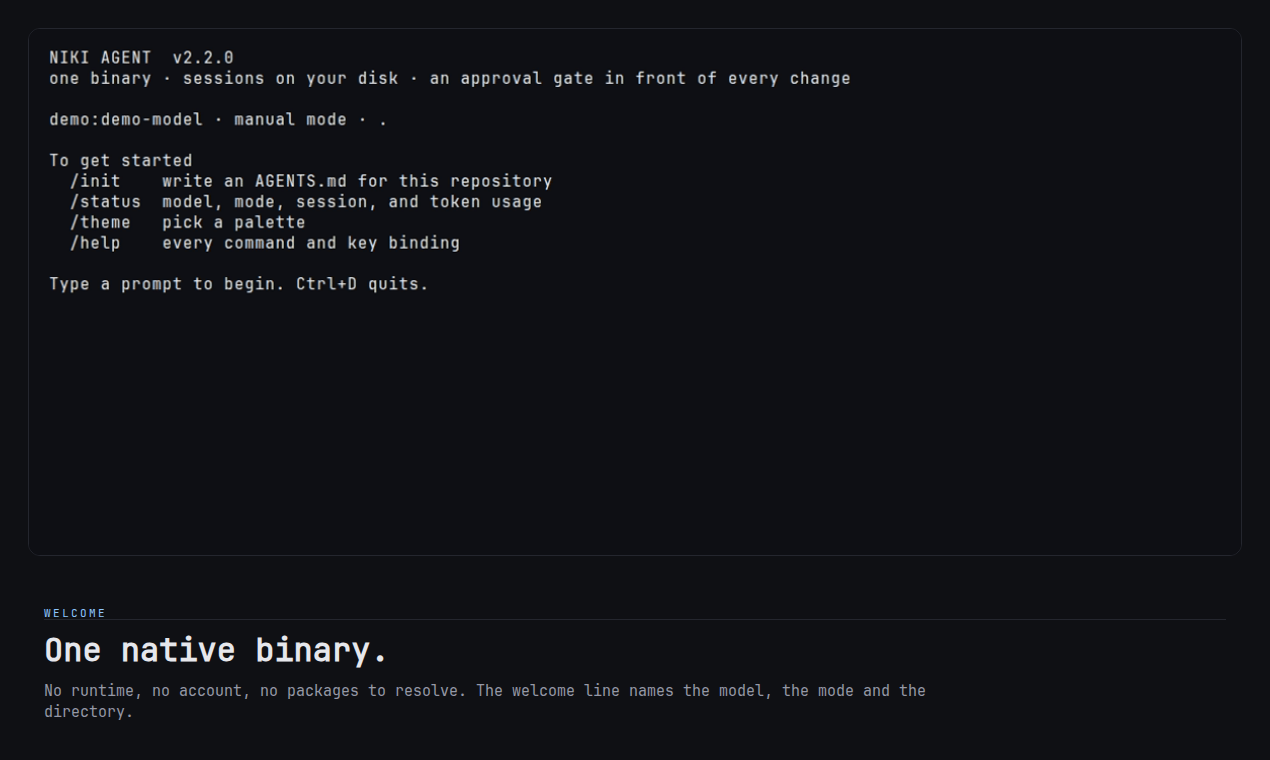 NIKI AGENT  v2.2.0
one binary · sessions on your disk · an approval gate in front of every change
demo:demo-model · manual mode · .
To get started
/init    write an AGENTS.md for this repository
/status  model, mode, session, and token usage
/theme   pick a palette
/help    every command and key binding
Type a prompt to begin. Ctrl+D quits.
WELCOME
One native binary.
No runtime, no account, no packages to resolve. The welcome line names the model, the mode and the
directory.